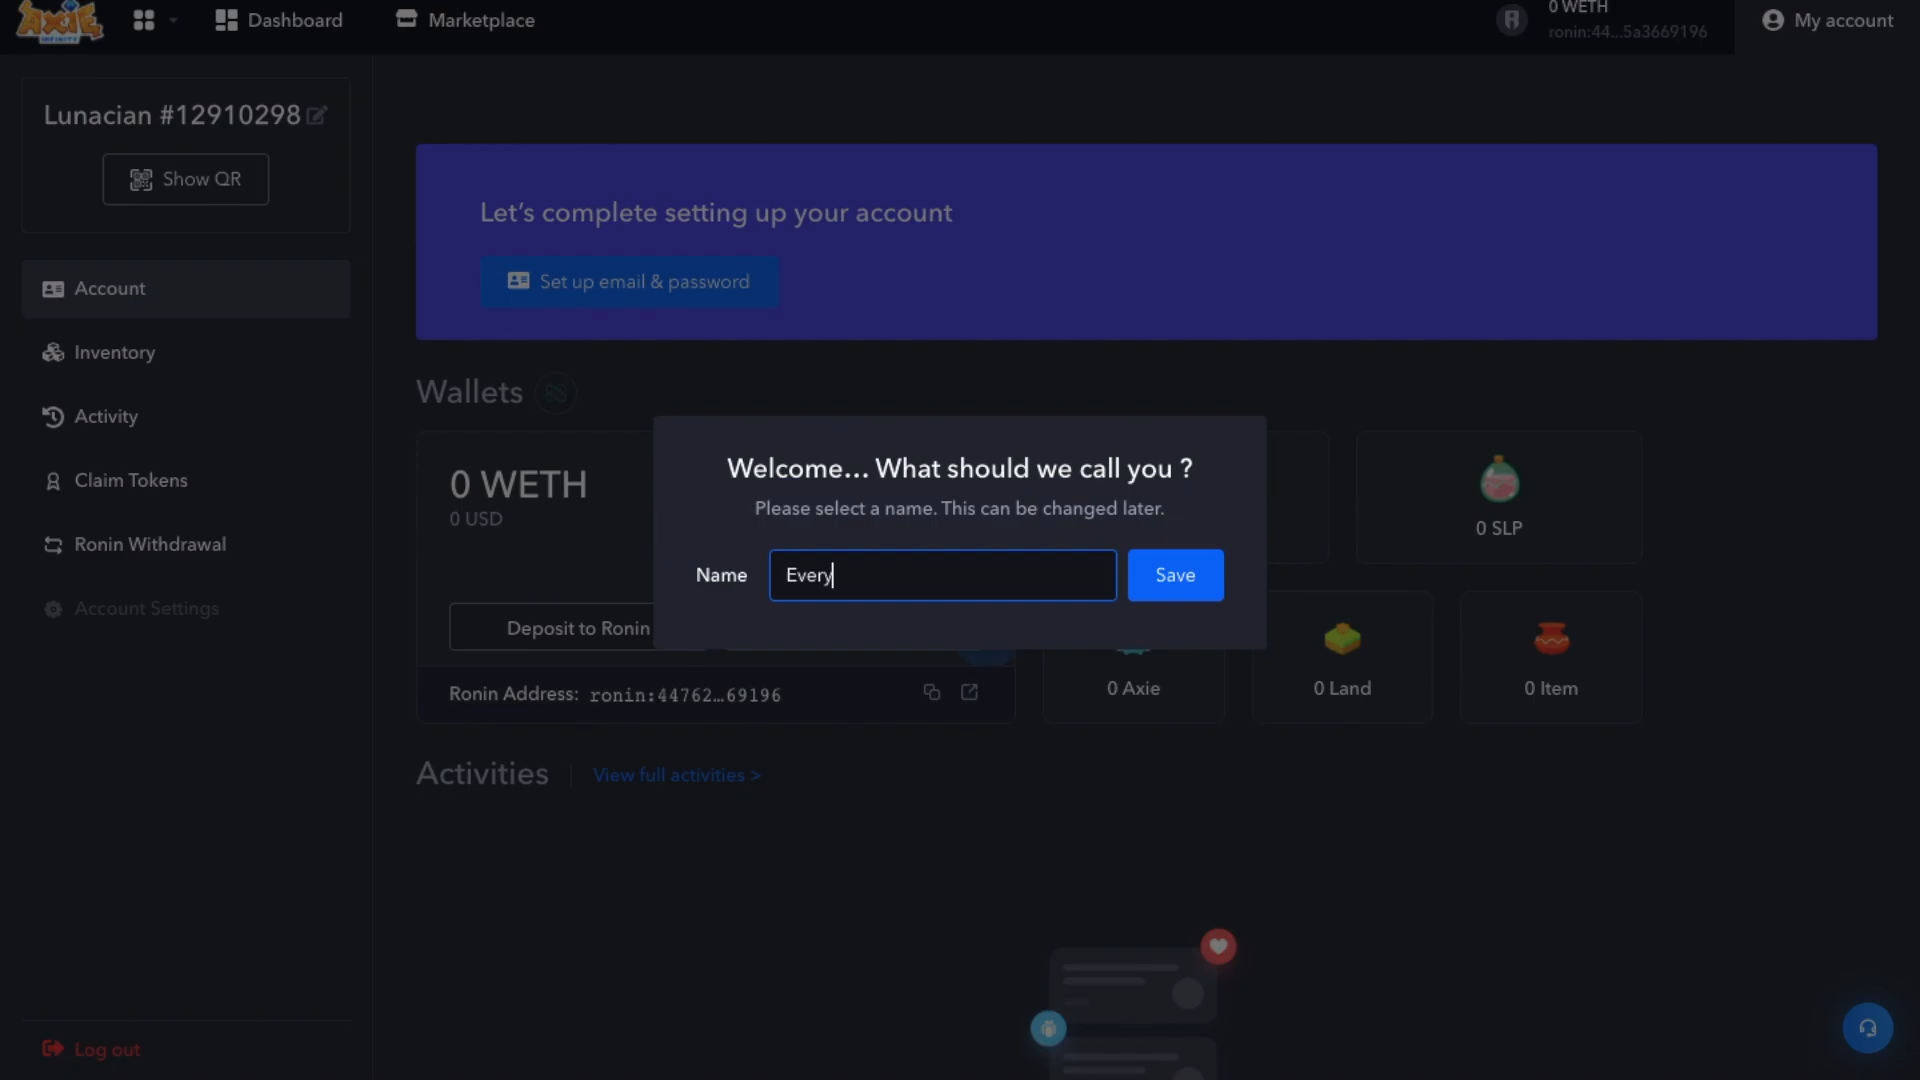 AXIE
INFINITY
Dashboard
Marketplace
0 WETH
ronin:44...5a3669196
My account
Lunacian #12910298
Show QR
Account
Inventory
Activity
Claim Tokens
Ronin Withdrawal
Account Settings
Log out
Let's complete setting up your account
Set up email & password
Wallets
0 WETH
0 USD
Deposit to Ronin
Ronin Address: ronin:44762…69196
Welcome... What should we call you ?
Please select a name. This can be changed later.
Name
Every
Save
0 SLP
0 Axie
0 Land
0 Item
Activities
View full activities >